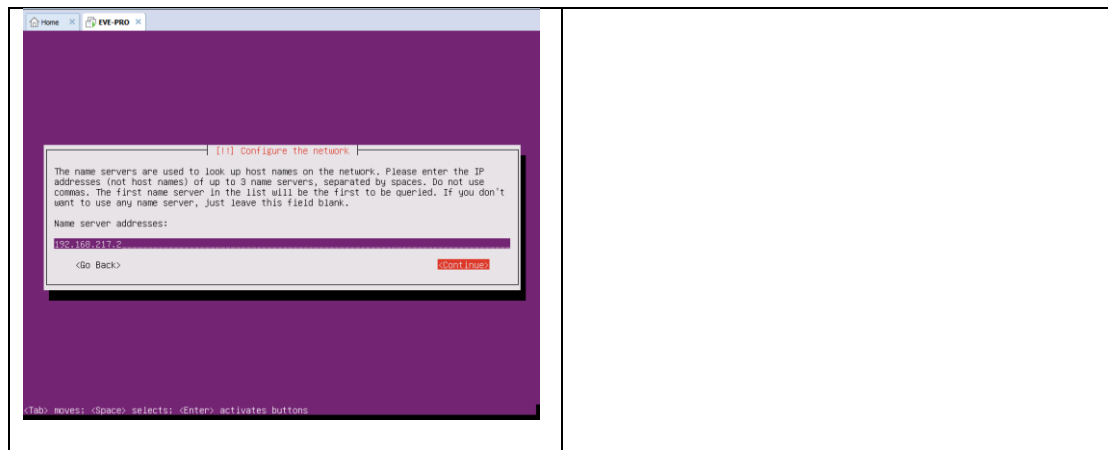 Home × EVE-PRO ×
[!!] Configure the network
The name servers are used to look up host names on the network. Please enter the IP
addresses (not host names) of up to 3 name servers, separated by spaces. Do not use
commas. The first name server in the list will be the first to be queried. If you don't
want to use any name server, just leave this field blank.
Name server addresses:
192.168.217.2
<Go Back> <Continue>
<Tab> moves; <Space> selects; <Enter> activates buttons